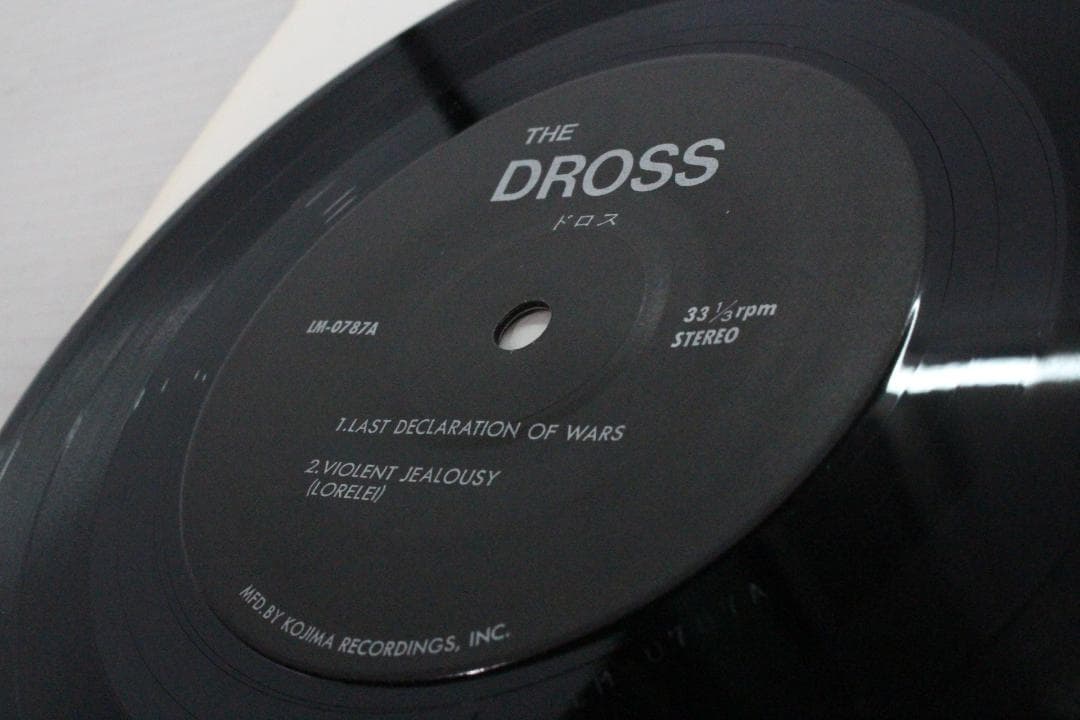 THE
DROSS
ドロス
LM-0787A
33 1/3 rpm
STEREO
1.LAST DECLARATION OF WARS
2.VIOLENT JEALOUSY
(LORELEI)
MFD.BY KOJIMA RECORDINGS, INC.